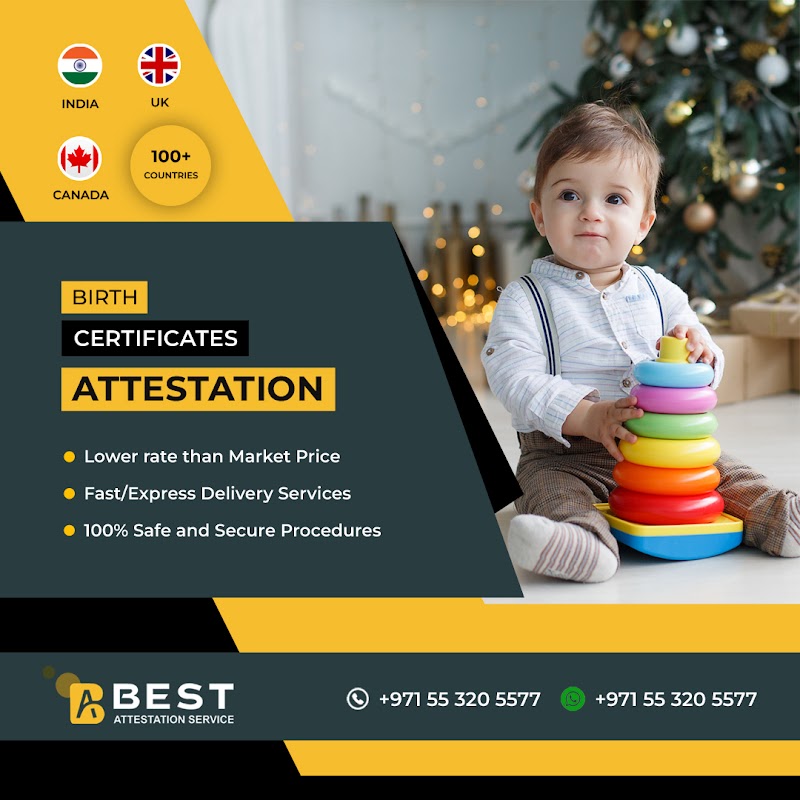 INDIA
UK
CANADA
100+
COUNTRIES
BIRTH
CERTIFICATES
ATTESTATION
Lower rate than Market Price
Fast/Express Delivery Services
100% Safe and Secure Procedures
AB BEST
ATTESTATION SERVICE
+971 55 320 5577
+971 55 320 5577